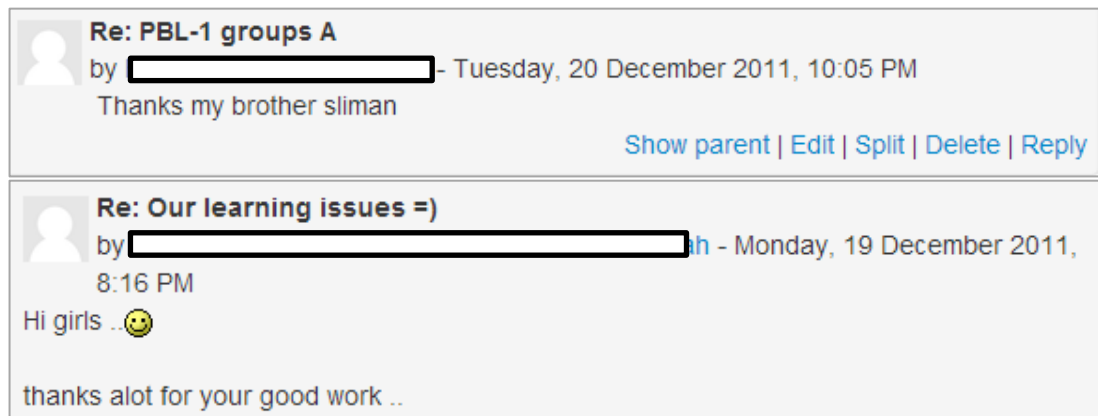 Re: PBL-1 groups A
by - Tuesday, 20 December 2011, 10:05 PM
Thanks my brother sliman
Show parent | Edit | Split | Delete | Reply
Re: Our learning issues =)
by ah - Monday, 19 December 2011,
8:16 PM
Hi girls ..
thanks alot for your good work ..